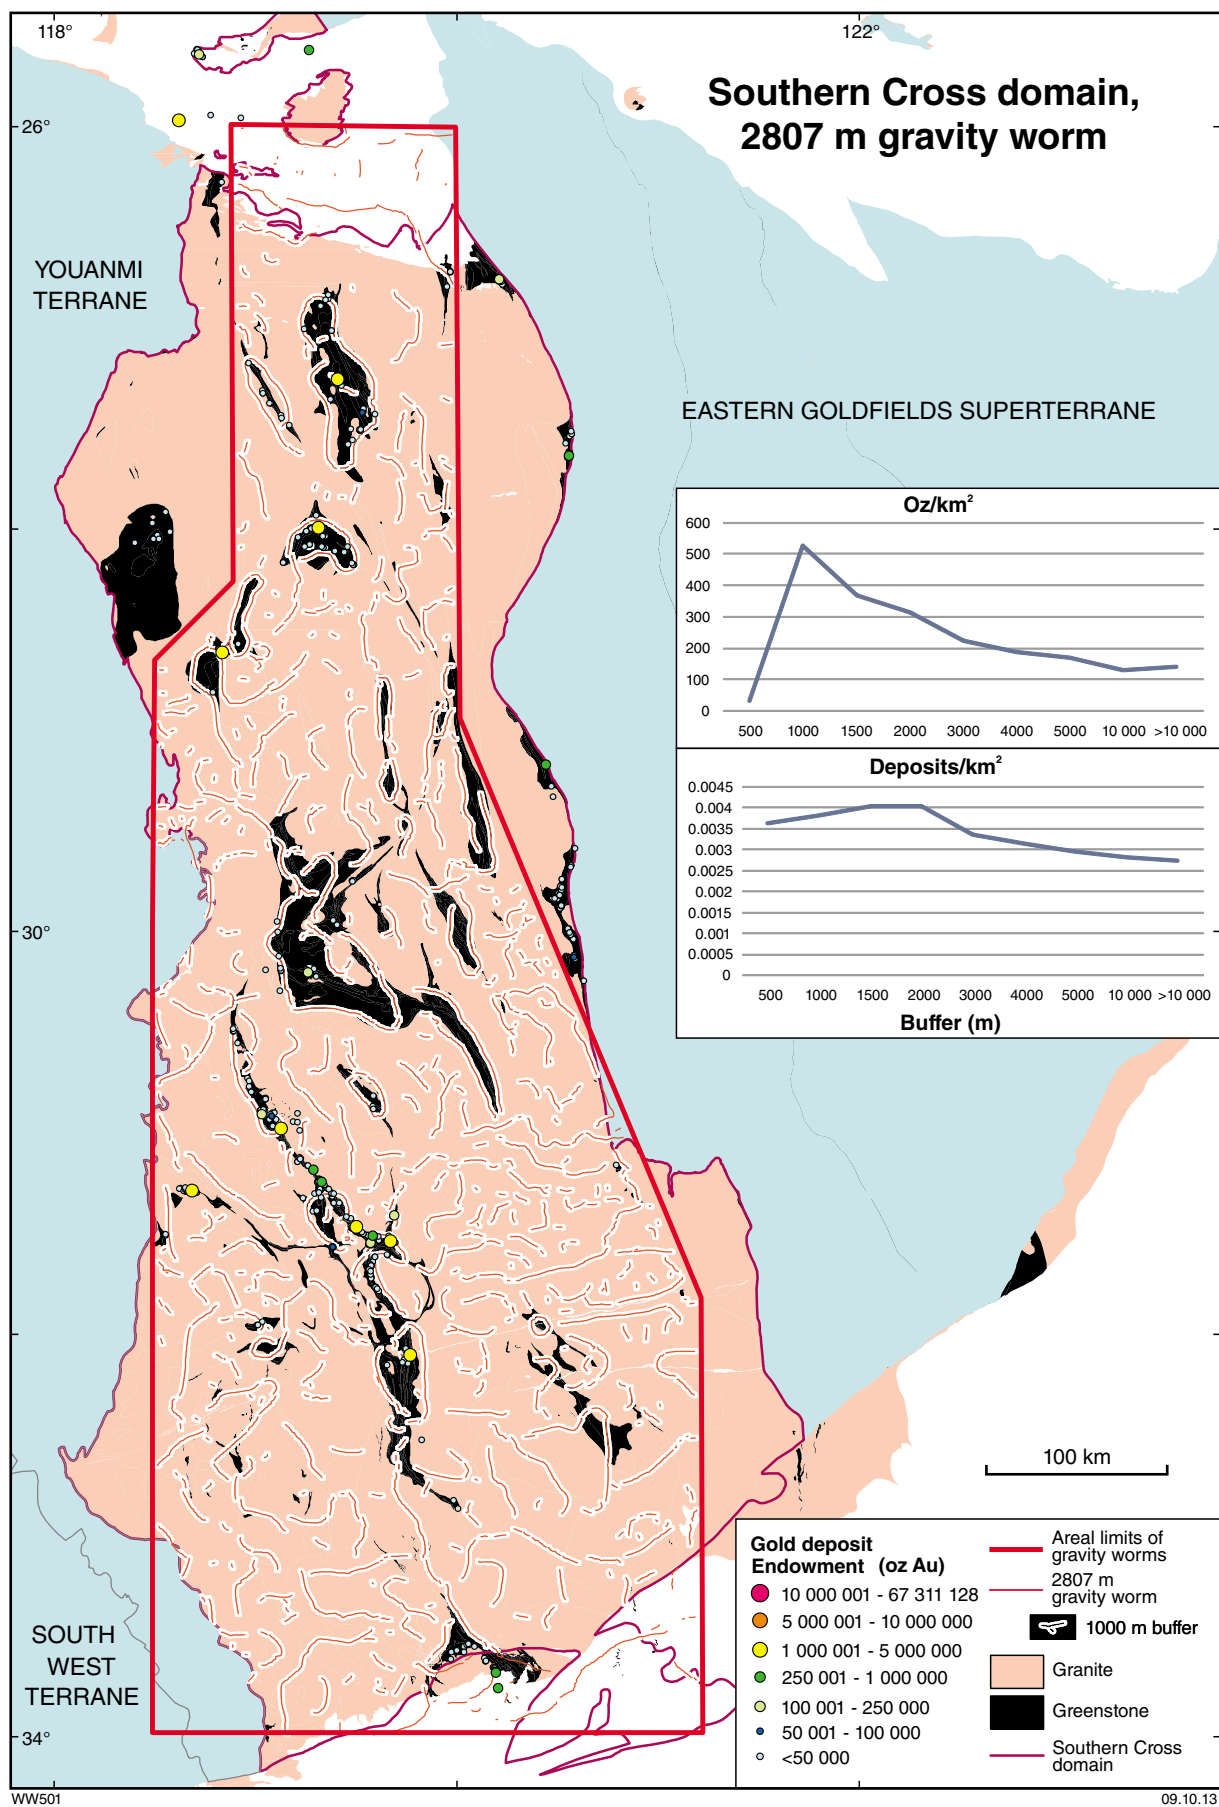 118°
122°
Southern Cross domain,
2807 m gravity worm
26°
YOUANMI
TERRANE
EASTERN GOLDFIELDS SUPERTERRANE
Oz/km²
600
500
400
300
200
100
0
500 1000 1500 2000 3000 4000 5000 10 000 >10 000
Deposits/km²
0.0045
0.004
0.0035
0.003
0.0025
0.002
0.0015
0.001
0.0005
0
500 1000 1500 2000 3000 4000 5000 10 000 >10 000
Buffer (m)
30°
100 km
Gold deposit
Endowment (oz Au)
10 000 001 - 67 311 128
5 000 001 - 10 000 000
1 000 001 - 5 000 000
250 001 - 1 000 000
100 001 - 250 000
50 001 - 100 000
<50 000
Areal limits of
gravity worms
2807 m
gravity worm
1000 m buffer
Granite
Greenstone
Southern Cross
domain
SOUTH
WEST
TERRANE
34°
WW501
09.10.13